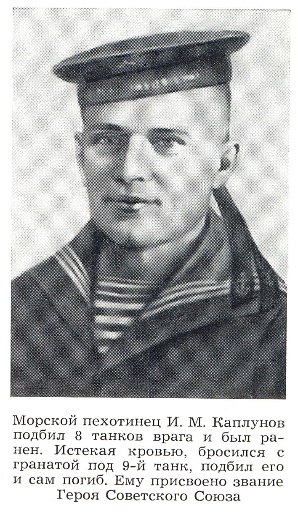 Морской пехотинец И. М. Каплунов
подбил 8 танков врага и был ра-
нен. Истекая кровью, бросился с
гранатой под 9-й танк, подбил его
и сам погиб. Ему присвоено звание
Героя Советского Союза